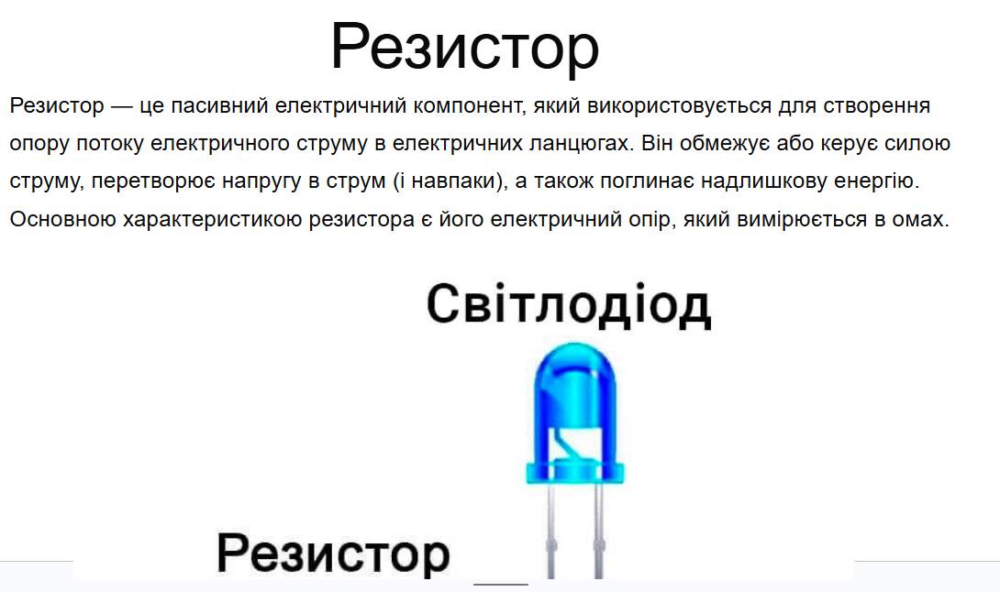 Резистор
Резистор — це пасивний електричний компонент, який використовується для створення
опору потоку електричного струму в електричних ланцюгах. Він обмежує або керує силою
струму, перетворює напругу в струм (і навпаки), а також поглинає надлишкову енергію.
Основною характеристикою резистора є його електричний опір, який вимірюється в омах.
Світлодіод
Резистор